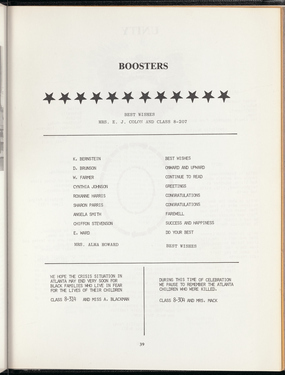 BOOSTERS
BEST WISHES
MRS. E. J. COLON AND CLASS 8-207
K. BERNSTEIN BEST WISHES
D. BRUNSON ONWARD AND UPWARD
W. FARMER CONTINUE TO READ
CYNTHIA JOHNSON GREETINGS
ROXANNE HARRIS CONGRATULATIONS
SHARON FARRIS CONGRATULATIONS
ANGELA SMITH FAREWELL
CHIFFON STEVENSON SUCCESS AND HAPPINESS
E. WARD DO YOUR BEST
MRS. ALMA HOWARD BEST WISHES
WE HOPE THE CRISIS SITUATION IN
ATLANTA MAY END VERY SOON FOR
BLACK FAMILIES WHO LIVE IN FEAR
FOR THE LIVES OF THEIR CHILDREN
CLASS 8-324 AND MISS A. BLACKMAN
DURING THIS TIME OF CELEBRATION
WE PAUSE TO REMEMBER THE ATLANTA
CHILDREN WHO WERE KILLED.
CLASS 8-304 AND MRS. MACK
59